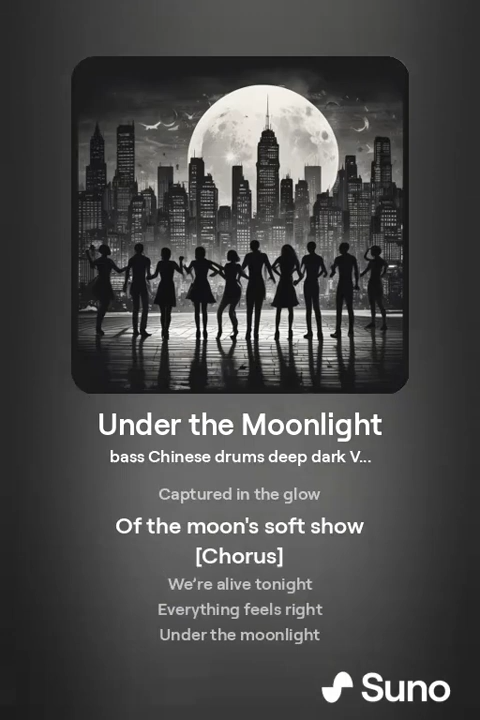 Under the Moonlight
bass Chinese drums deep dark V...
Captured in the glow
Of the moon's soft show
[Chorus]
We're alive tonight
Everything feels right
Under the moonlight
Suno